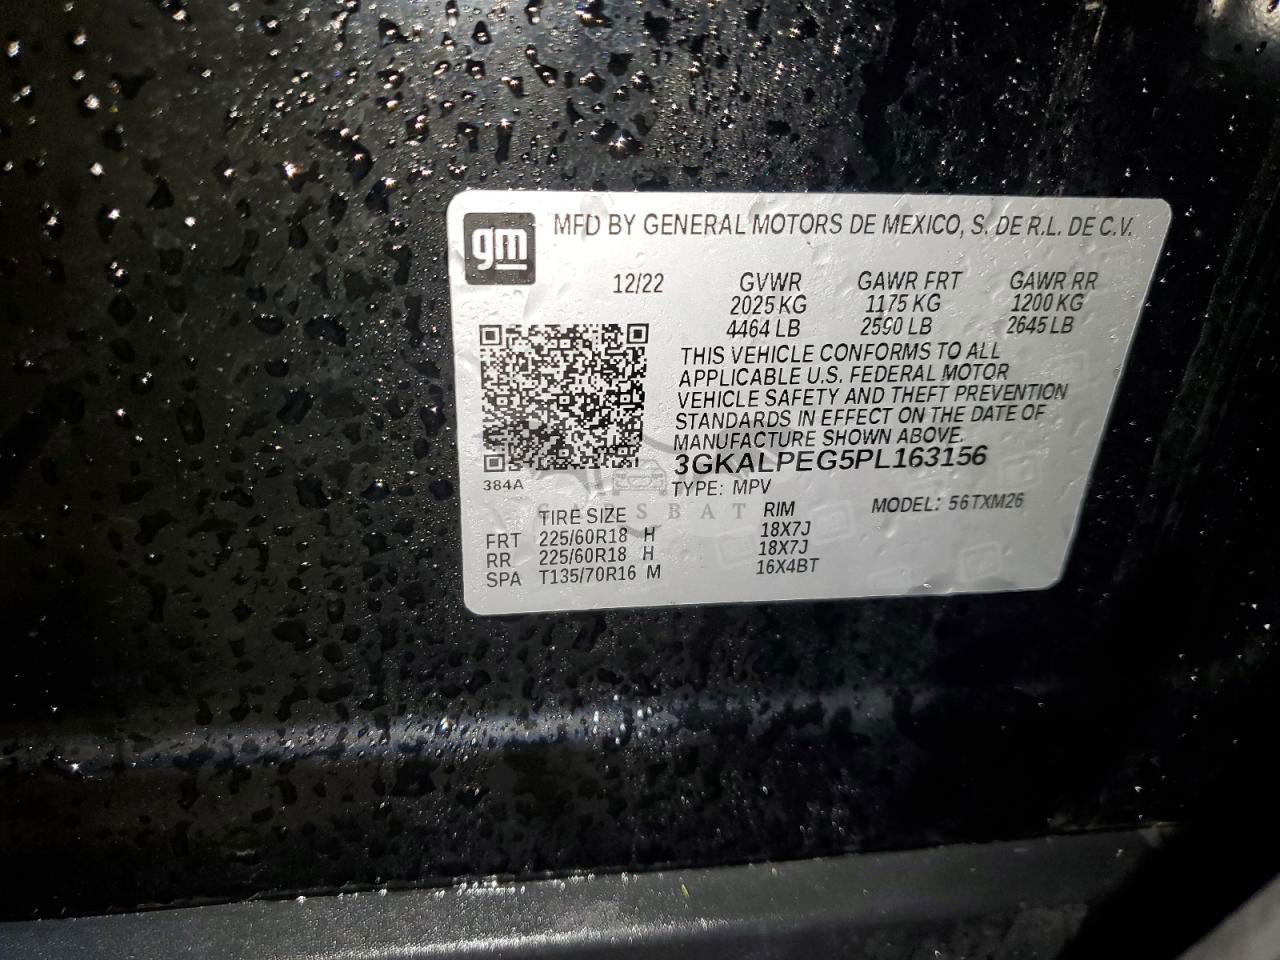 gm
MFD BY GENERAL MOTORS DE MEXICO, S. DE R.L. DE C.V.
12/22 GVWR GAWR FRT GAWR RR
2025 KG 1175 KG 1200 KG
4464 LB 2590 LB 2645 LB
THIS VEHICLE CONFORMS TO ALL
APPLICABLE U.S. FEDERAL MOTOR
VEHICLE SAFETY AND THEFT PREVENTION
STANDARDS IN EFFECT ON THE DATE OF
MANUFACTURE SHOWN ABOVE.
3GKALPEG5PL163156
384A
TYPE: MPV
MODEL: 56TXM26
CARSBAT
TIRE SIZE RIM
FRT 225/60R18 H 18X7J
RR 225/60R18 H 18X7J
SPA T135/70R16 M 16X4BT